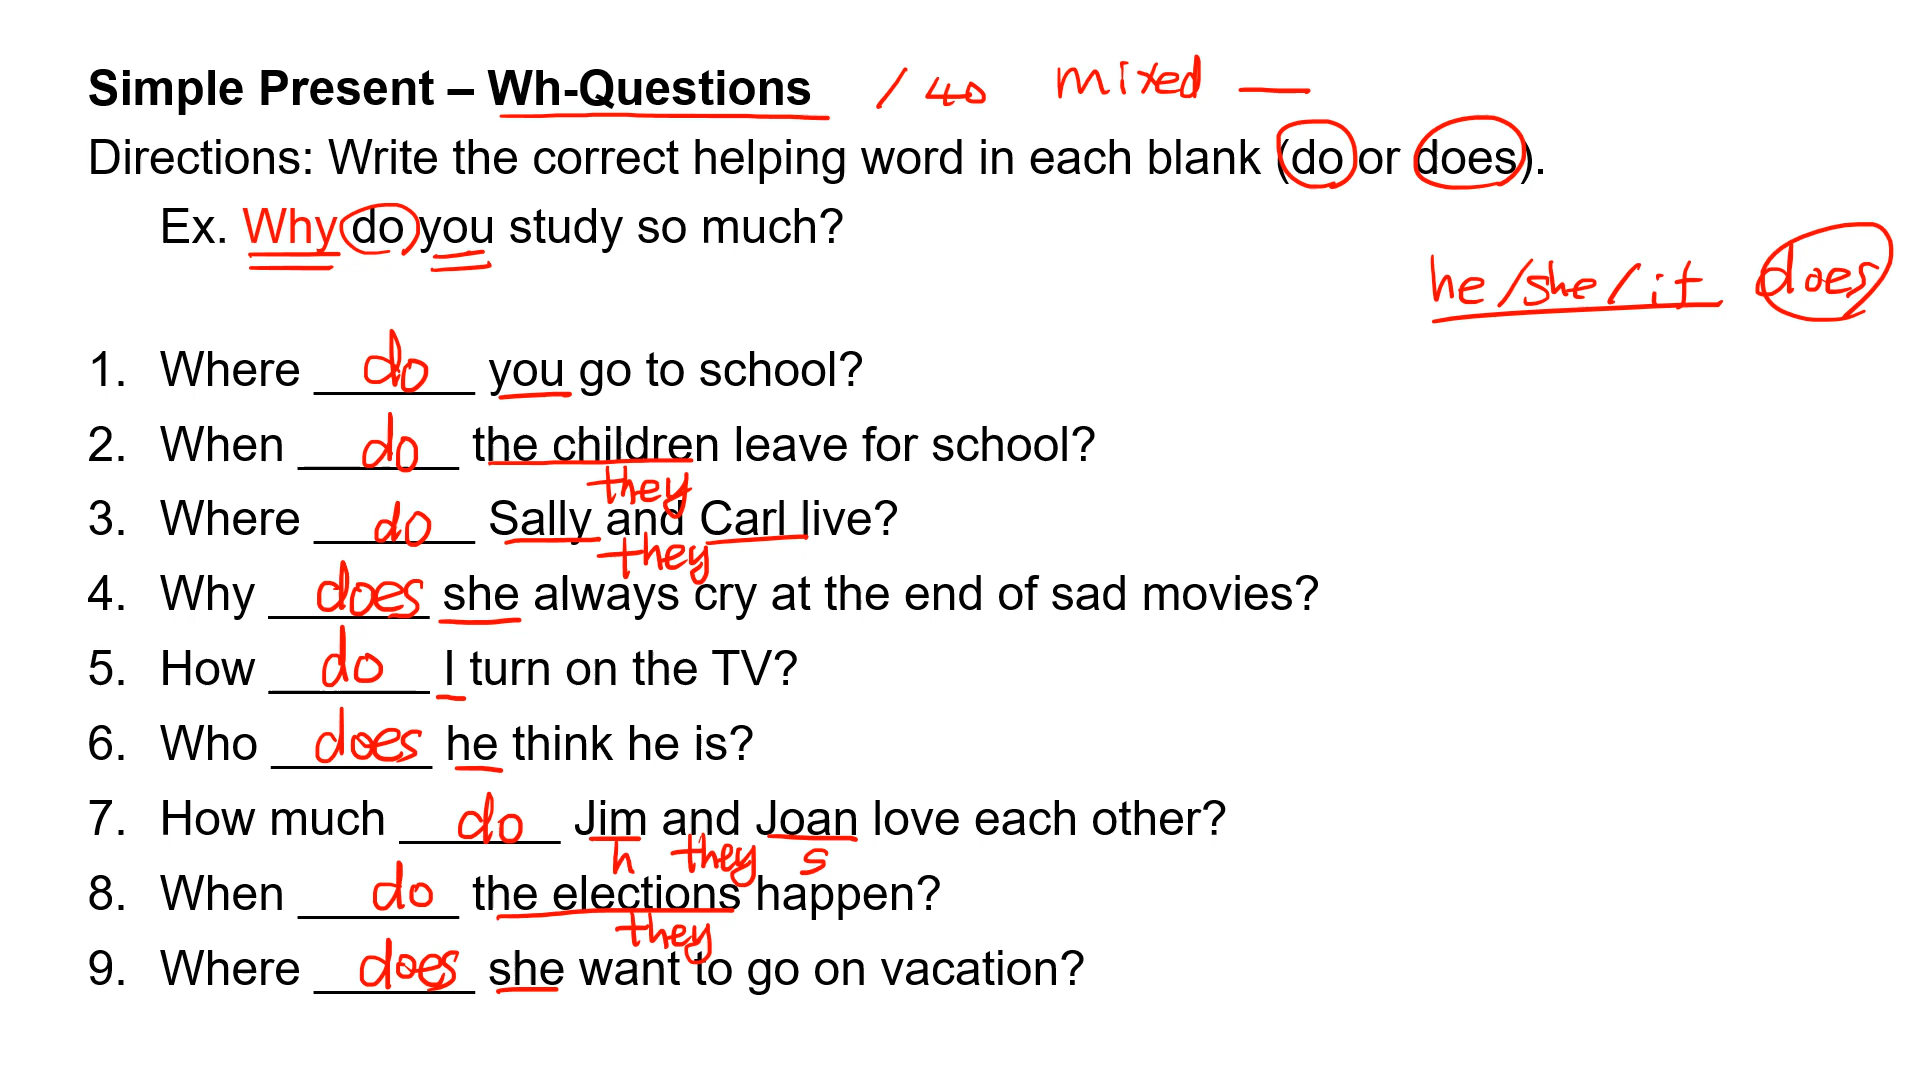 Simple Present – Wh-Questions / 40 mixed __
Directions: Write the correct helping word in each blank (do or does).
Ex. Why do you study so much?
he/she/it does
1. Where do you go to school?
2. When do the children leave for school?
they
3. Where do Sally and Carl live?
they
4. Why does she always cry at the end of sad movies?
5. How do I turn on the TV?
6. Who does he think he is?
7. How much do Jim and Joan love each other?
h they s
8. When do the elections happen?
they
9. Where does she want to go on vacation?